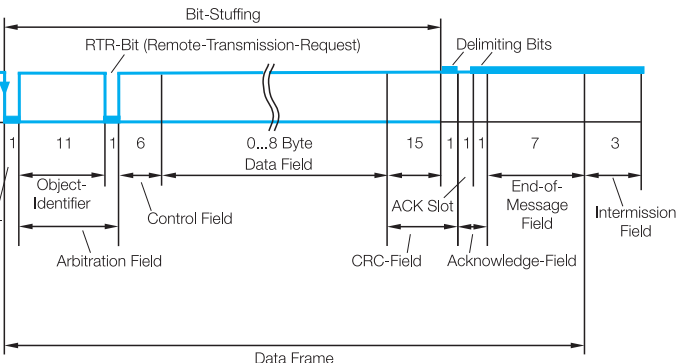 Bit-Stuffing
RTR-Bit (Remote-Transmission-Request)
Delimiting Bits
1 11 1 6 0...8 Byte 15 1 1 1 7 3
Data Field
Object-
Identifier
Control Field
ACK Slot
End-of-
Message
Field
Intermission
Field
Arbitration Field
CRC-Field
Acknowledge-Field
Data Frame